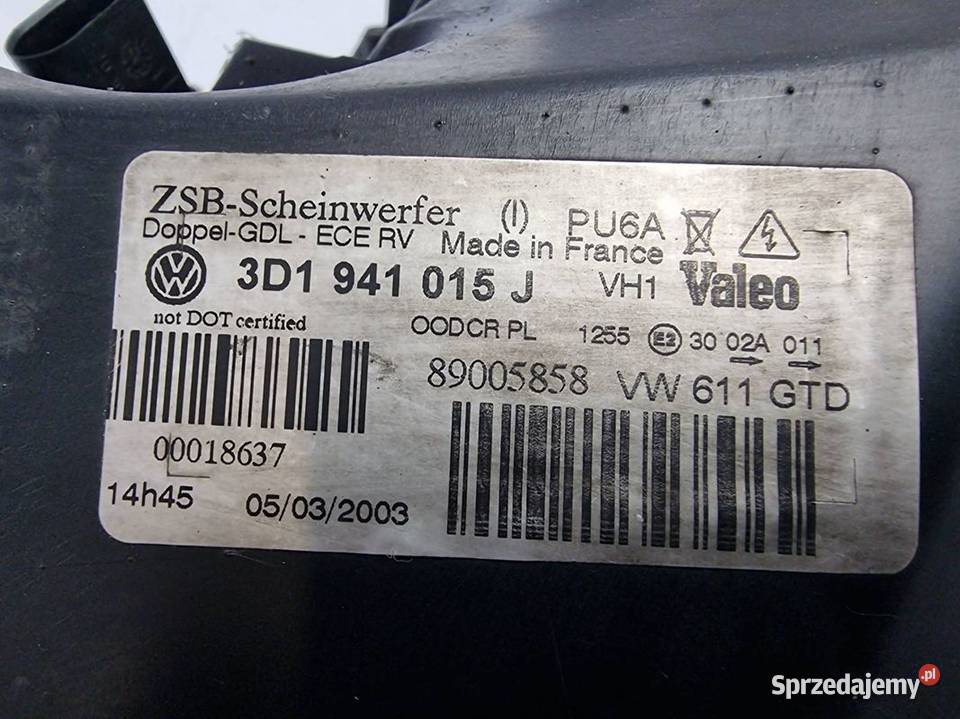 ZSB-Scheinwerfer (I) PU6A
Doppel-GDL - ECE RV Made in France
3D1 941 015 J VH1 Valeo
not DOT certified OODCR PL 1255 E2 30 02A 011
89005858 VW 611 GTD
00018637
14h45 05/03/2003
Sprzedajemy.pl